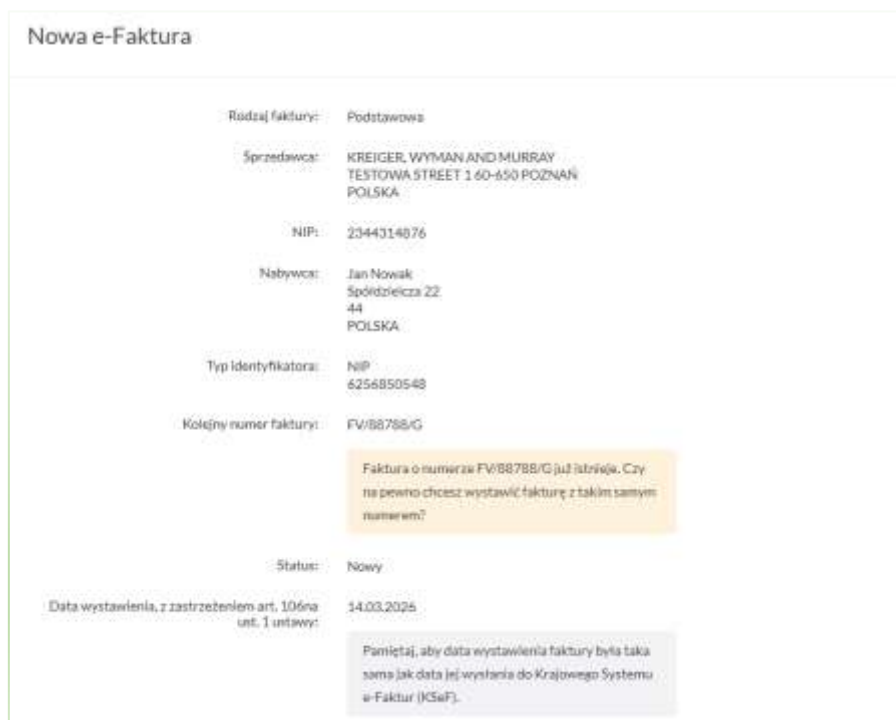 Nowa e-Faktura
Rodzaj faktury: Podstawowa
Sprzedawca: KREIGER, WYMAN AND MURRAY
TESTOWA STREET 1 60-650 POZNAŃ
POLSKA
NIP: 2344314876
Nabywca: Jan Nowak
Spółdzielcza 22
44
POLSKA
Typ identyfikatora: NIP
6256850548
Kolejny numer faktury: FV/88788/G
Faktura o numerze FV/88788/G już istnieje. Czy
na pewno chcesz wystawić fakturę z takim samym
numerem?
Status: Nowy
Data wystawienia, z zastrzeżeniem art. 106na
ust. 1 ustawy: 14.03.2026
Pamiętaj, aby data wystawienia faktury była taka
sama jak data jej wysłania do Krajowego Systemu
e-Faktur (KSeF).